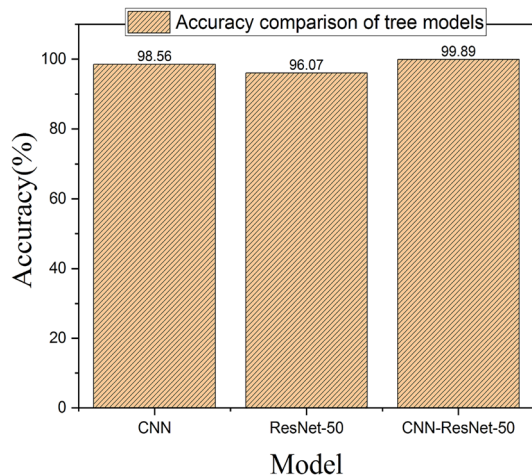 Accuracy comparison of tree models
98.56
96.07
99.89
100
80
60
40
20
0
Accuracy(%)
CNN
ResNet-50
CNN-ResNet-50
Model